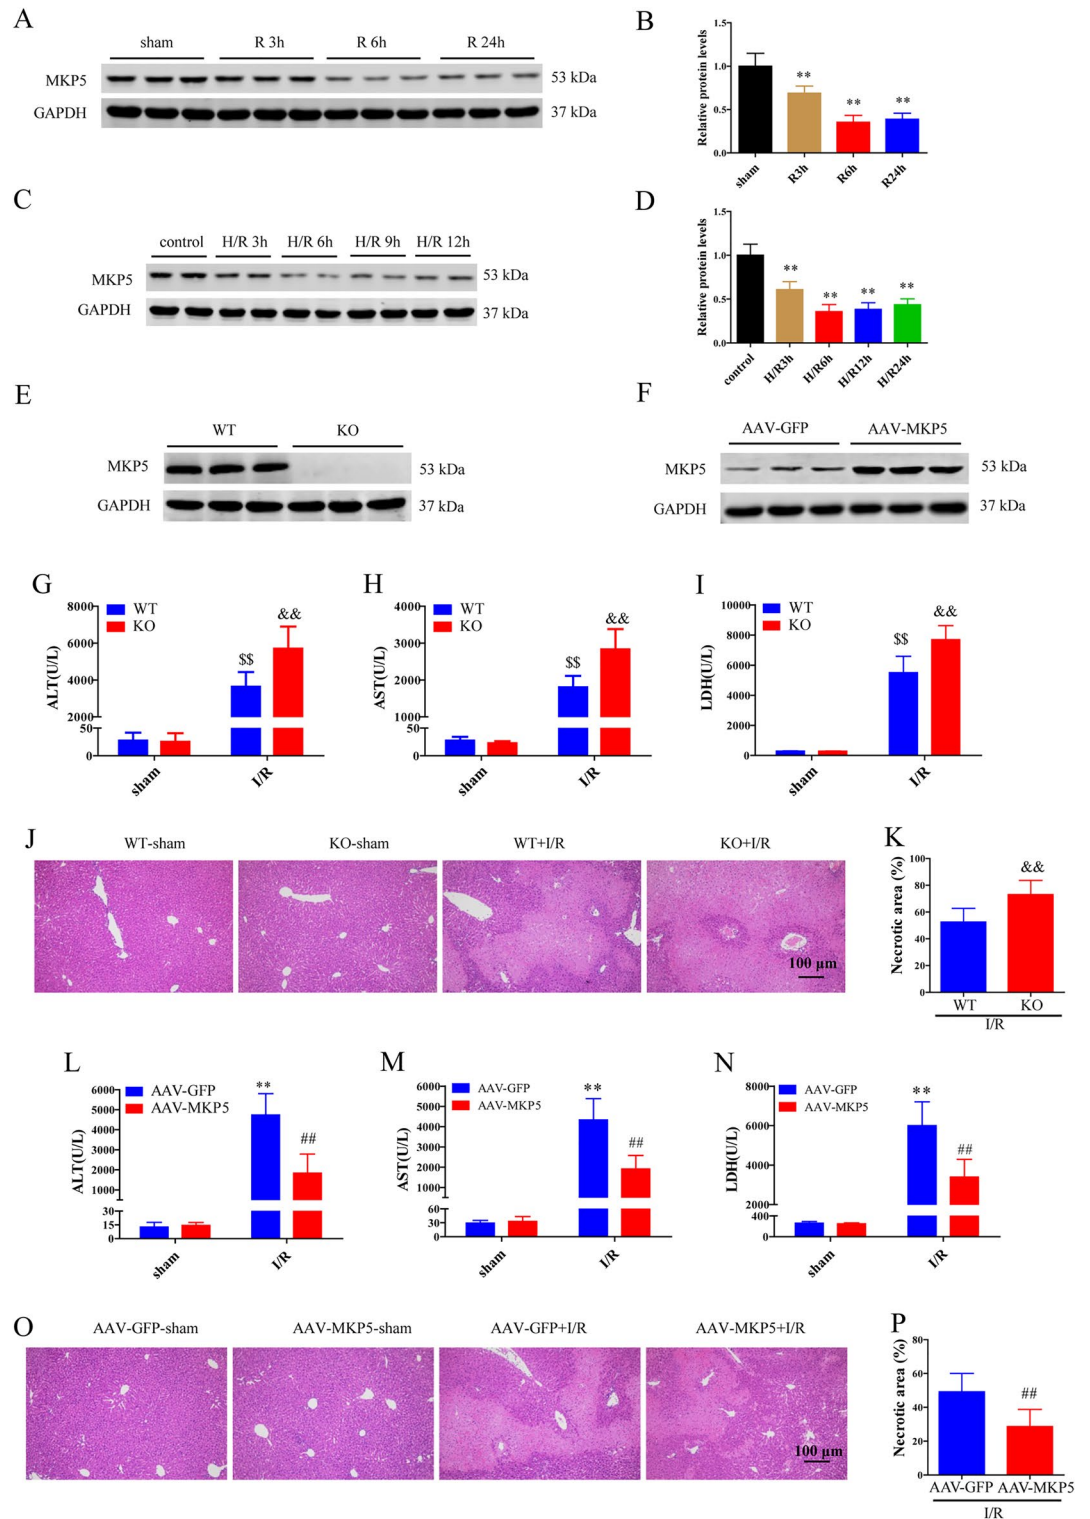 A
sham R 3h R 6h R 24h
MKP5 53 kDa
GAPDH 37 kDa
B
Relative protein levels
1.5
1.0
0.5
0.0
** ** **
sham R3h R6h R24h
C
control H/R 3h H/R 6h H/R 9h H/R 12h
MKP5 53 kDa
GAPDH 37 kDa
D
Relative protein levels
1.5
1.0
0.5
0.0
** ** ** **
control H/R3h H/R6h H/R12h H/R24h
E
WT KO
MKP5 53 kDa
GAPDH 37 kDa
F
AAV-GFP AAV-MKP5
MKP5 53 kDa
GAPDH 37 kDa
G
ALT(U/L)
8000
6000
4000
2000
50
0
WT
KO
$$ &&
sham I/R
H
AST(U/L)
4000
3000
2000
1000
50
0
WT
KO
$$ &&
sham I/R
I
LDH(U/L)
10000
8000
6000
4000
2000
0
WT
KO
$$ &&
sham I/R
J
WT-sham KO-sham WT+I/R KO+I/R
100 μm
K
Necrotic area (%)
100
80
60
40
20
0
&&
WT KO
I/R
L
ALT(U/L)
6000
5000
4000
3000
2000
1000
30
15
0
AAV-GFP
AAV-MKP5
** ##
sham I/R
M
AST(U/L)
6000
5000
4000
3000
2000
1000
60
30
0
AAV-GFP
AAV-MKP5
** ##
sham I/R
N
LDH(U/L)
8000
6000
4000
2000
400
0
AAV-GFP
AAV-MKP5
** ##
sham I/R
O
AAV-GFP-sham AAV-MKP5-sham AAV-GFP+I/R AAV-MKP5+I/R
100 μm
P
Necrotic area (%)
80
60
40
20
0
##
AAV-GFP AAV-MKP5
I/R